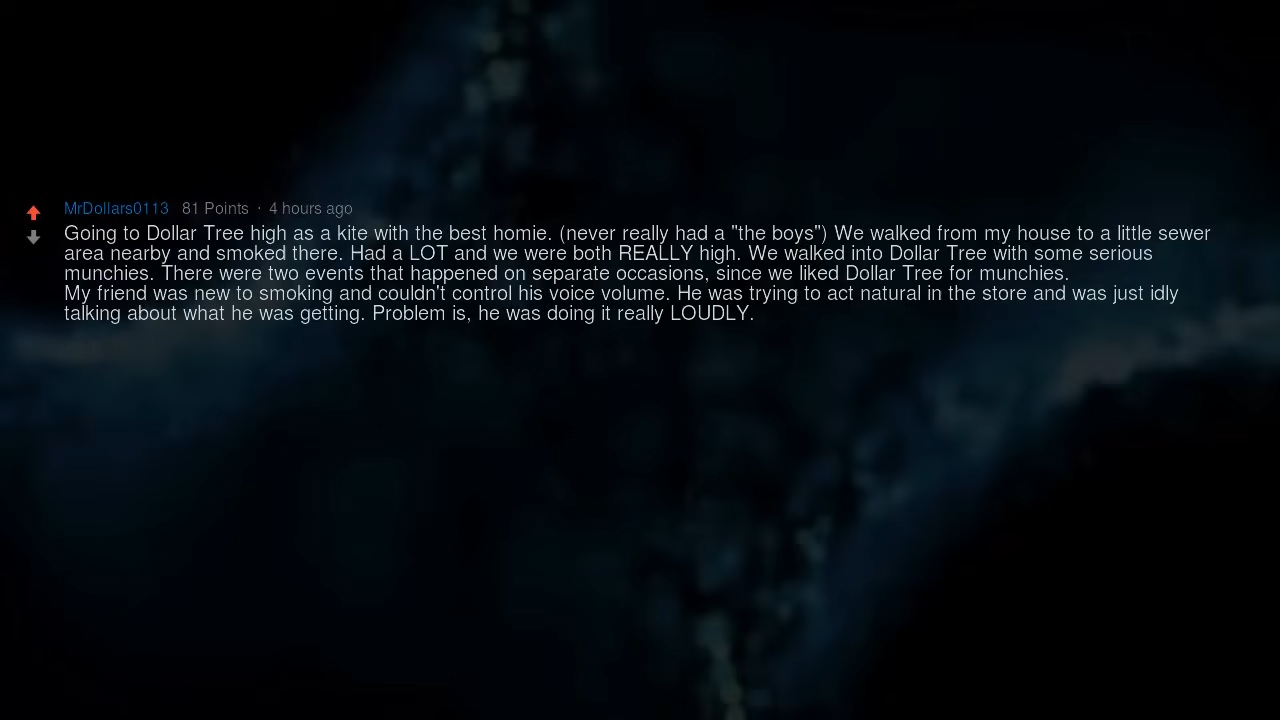 MrDollars0113 81 Points · 4 hours ago
Going to Dollar Tree high as a kite with the best homie. (never really had a "the boys") We walked from my house to a little sewer
area nearby and smoked there. Had a LOT and we were both REALLY high. We walked into Dollar Tree with some serious
munchies. There were two events that happened on separate occasions, since we liked Dollar Tree for munchies.
My friend was new to smoking and couldn't control his voice volume. He was trying to act natural in the store and was just idly
talking about what he was getting. Problem is, he was doing it really LOUDLY.